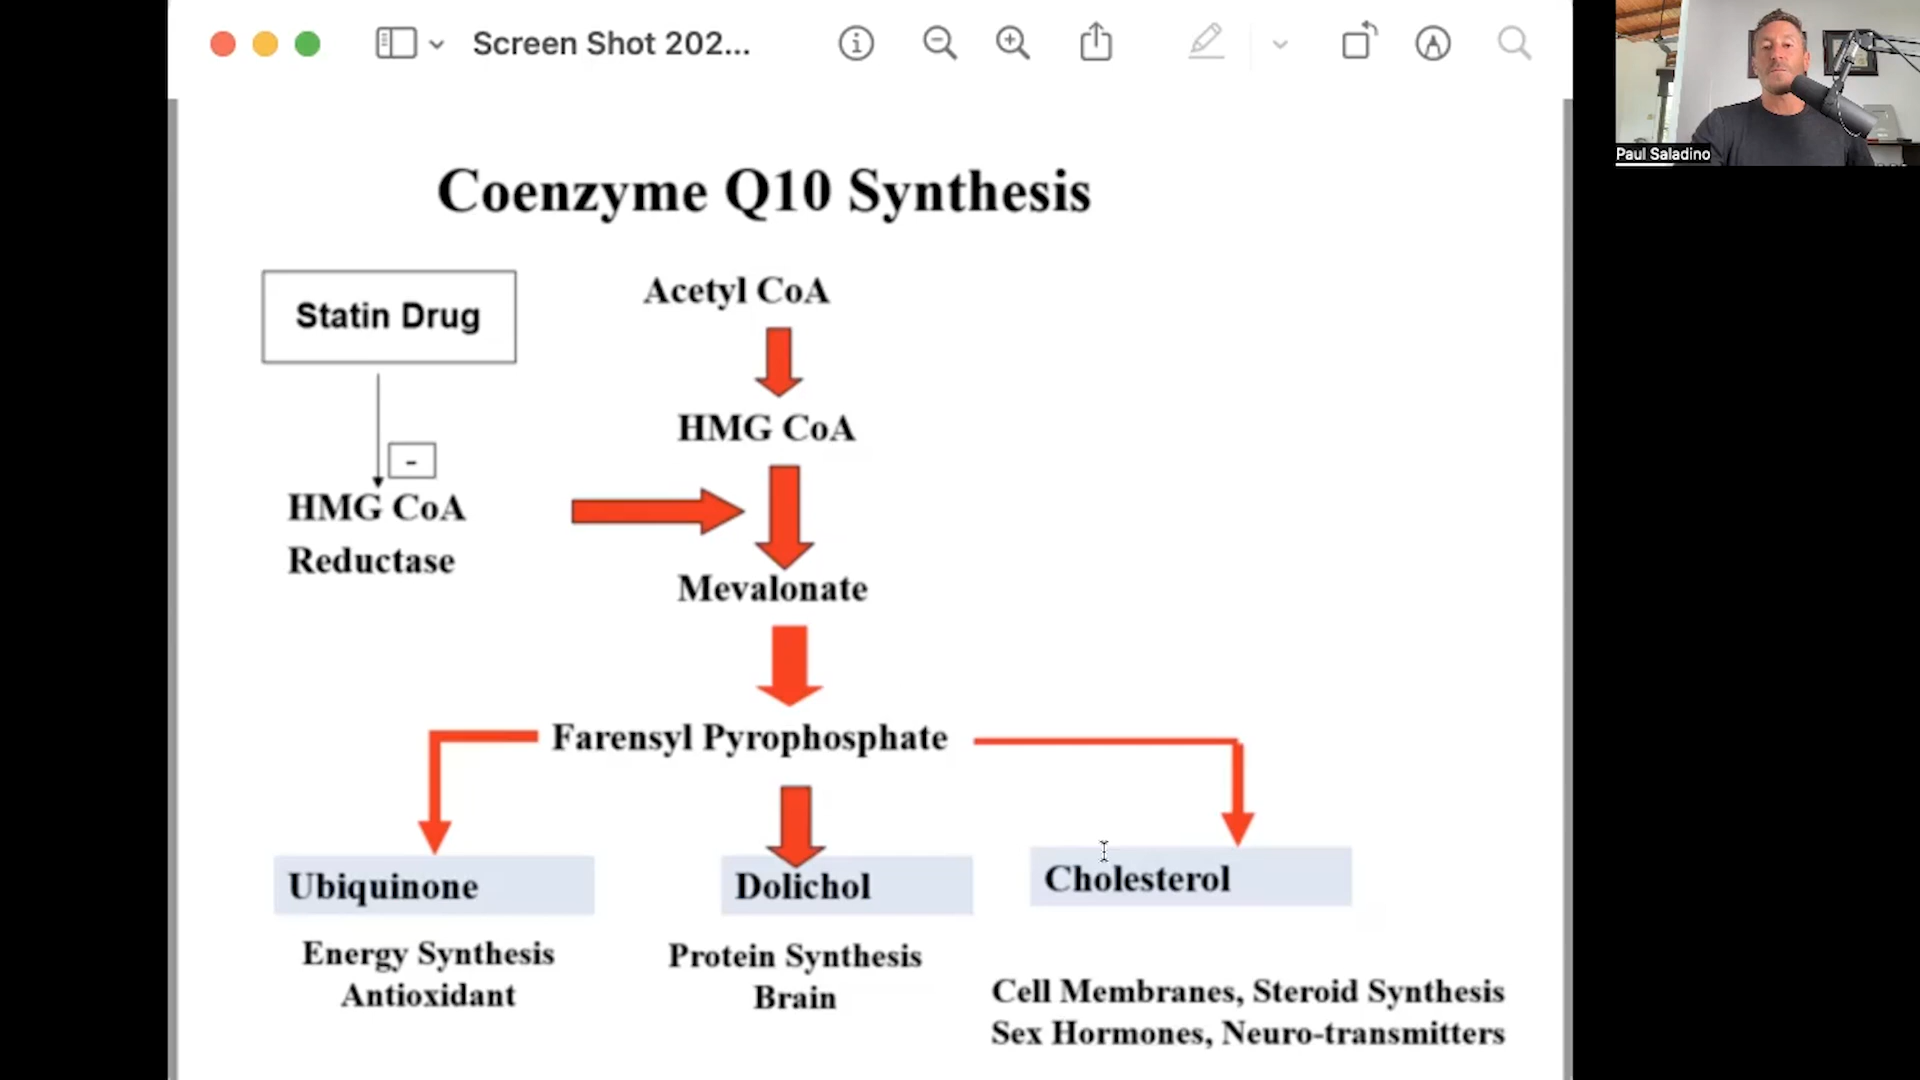 Screen Shot 202...
Paul Saladino
Coenzyme Q10 Synthesis
Statin Drug
Acetyl CoA
HMG CoA
-
HMG CoA
Reductase
Mevalonate
Farensyl Pyrophosphate
Ubiquinone
Dolichol
Cholesterol
Energy Synthesis
Antioxidant
Protein Synthesis
Brain
Cell Membranes, Steroid Synthesis
Sex Hormones, Neuro-transmitters